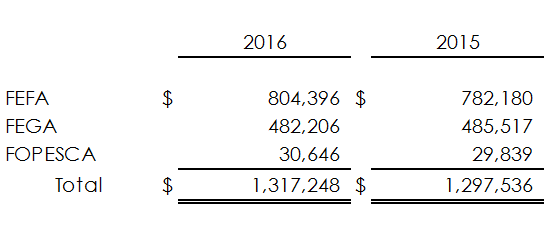 2016 2015
FEFA $ 804,396 $ 782,180
FEGA 482,206 485,517
FOPESCA 30,646 29,839
Total $ 1,317,248 $ 1,297,536